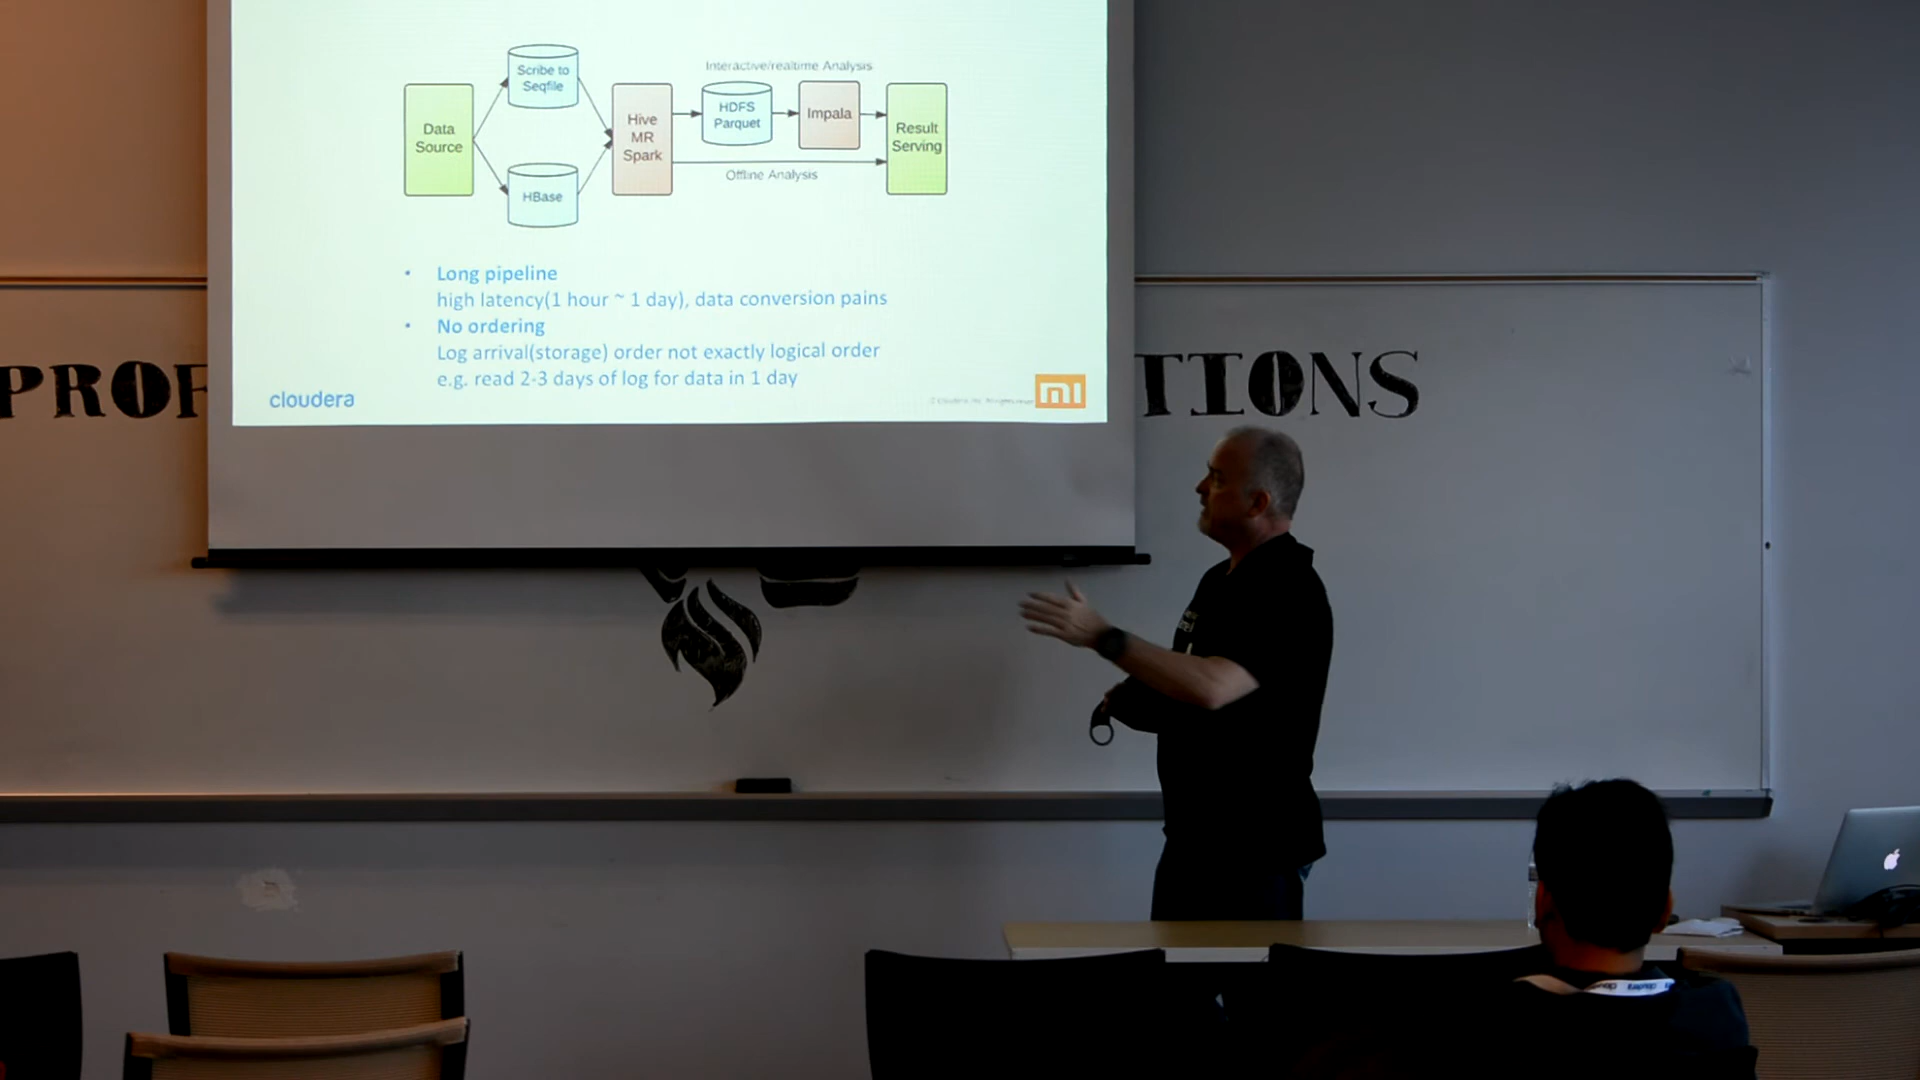 Scribe to
Seqfile
Data
Source
HBase
Hive
MR
Spark
Interactive/realtime Analysis
HDFS
Parquet
Impala
Offline Analysis
Result
Serving
• Long pipeline
high latency(1 hour ~ 1 day), data conversion pains
• No ordering
Log arrival(storage) order not exactly logical order
e.g. read 2-3 days of log for data in 1 day
cloudera
mi
PROF
TIONS